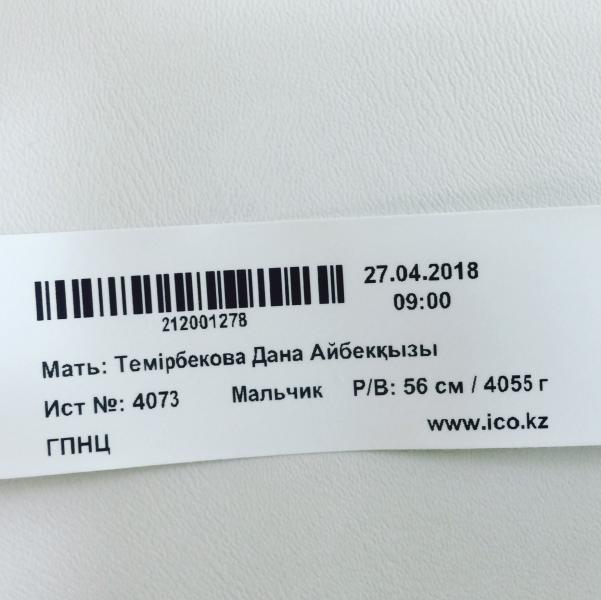 27.04.2018
09:00
212001278
Мать: Темірбекова Дана Айбекқызы
Ист №: 4073 Мальчик Р/В: 56 см / 4055 г
www.ico.kz
ГПНЦ